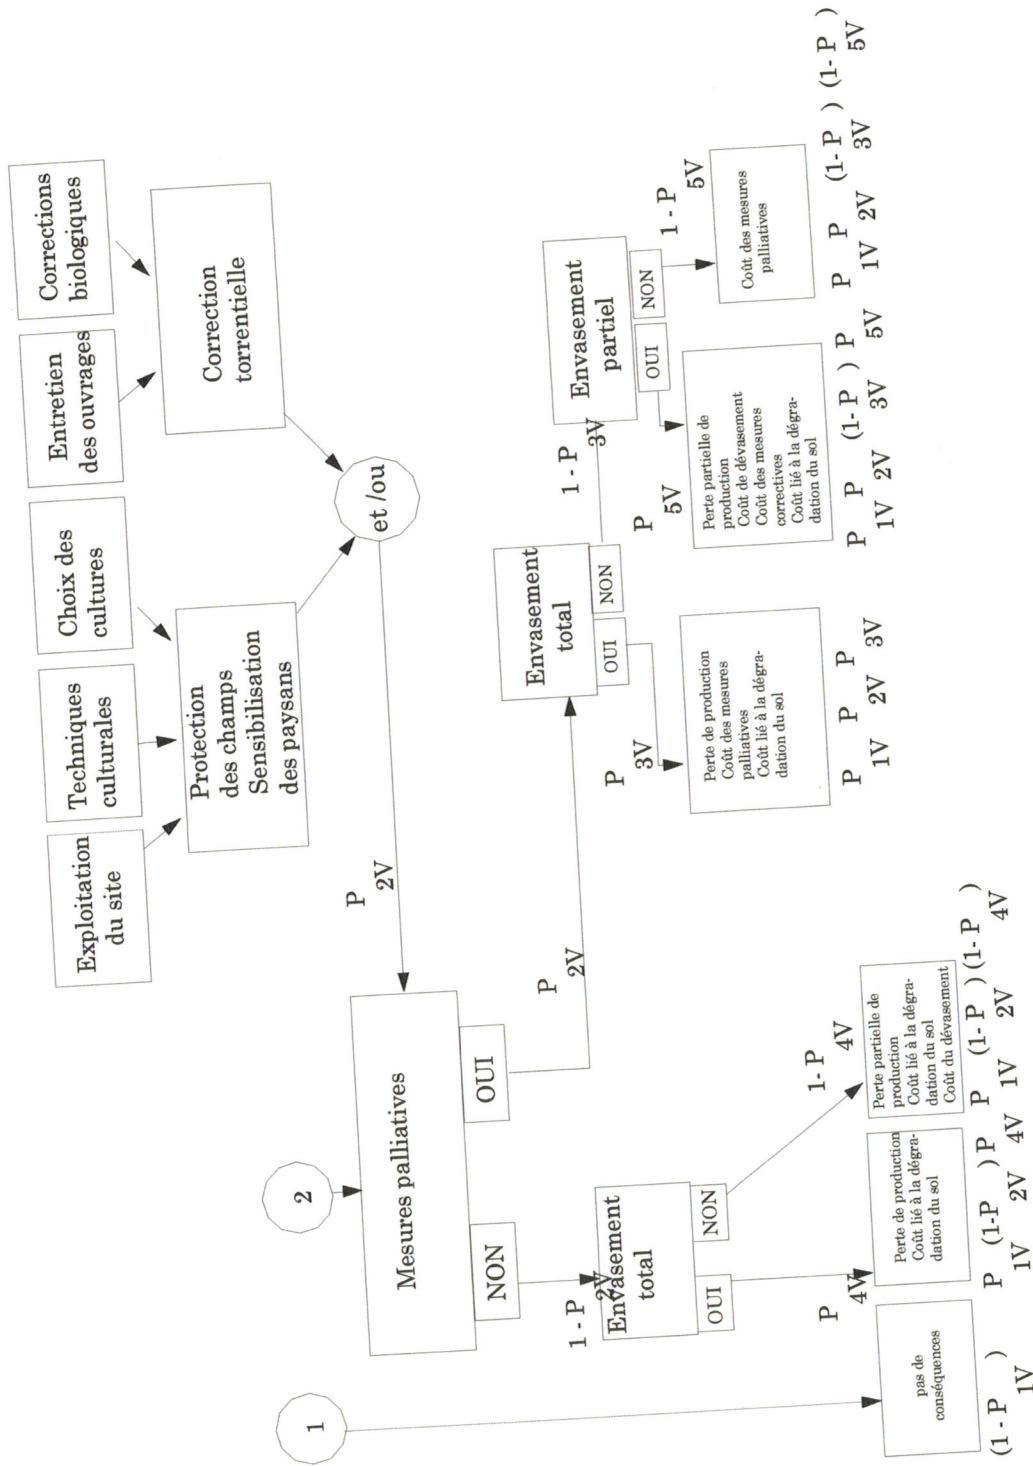 Exploitation
du site
Techniques
culturales
Choix des
cultures
Entretien
des ouvrages
Corrections
biologiques
Protection
des champs
Sensibilisation
des paysans
Correction
torrentielle
et /ou
P
2V
1
2
Mesures palliatives
NON
OUI
1 - P
2V
P
2V
Envasement
total
OUI
NON
P
4V
1- P
4V
Envasement
total
OUI
NON
P
3V
1 - P
3V
Envasement
partiel
OUI
NON
P
5V
1 - P
5V
pas de
conséquences
Perte de production
Coût lié à la dégra-
dation du sol
Perte partielle de
production
Coût lié à la dégra-
dation du sol
Coût du dévasement
Perte de production
Coût des mesures
palliatives
Coût lié à la dégra-
dation du sol
Perte partielle de
production
Coût de dévasement
Coût des mesures
correctives
Coût lié à la dégra-
dation du sol
Coût des mesures
palliatives
(1- P )
1V
P (1-P ) P
1V 2V 4V
P (1- P ) (1- P )
1V 2V 4V
P P P
1V 2V 3V
P P (1- P ) P
1V 2V 3V 5V
P P (1- P ) (1- P )
1V 2V 3V 5V